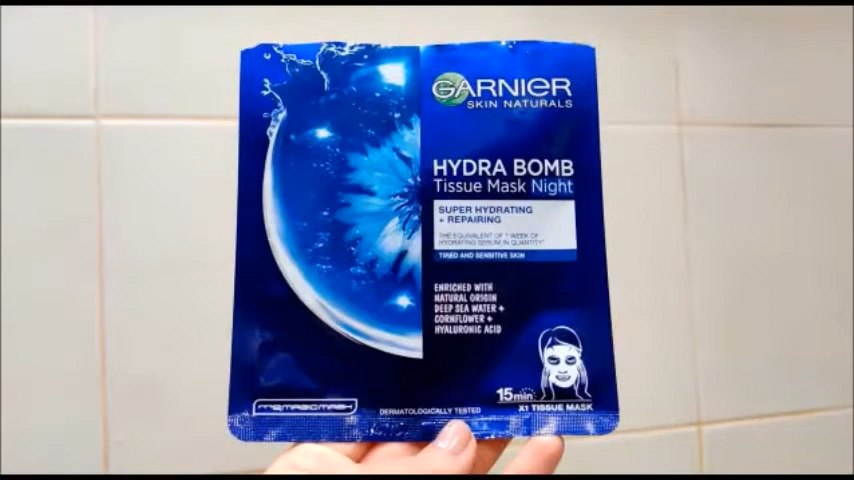 GARNIER
SKIN NATURALS
HYDRA BOMB
Tissue Mask Night
SUPER HYDRATING
+ REPAIRING
THE EQUIVALENT OF 1 WEEK OF
HYDRATING SERUM IN QUANTITY*
TIRED AND SENSITIVE SKIN
ENRICHED WITH
NATURAL ORIGIN
DEEP SEA WATER +
CORNFLOWER +
HYALURONIC ACID
15min
X1 TISSUE MASK
DERMATOLOGICALLY TESTED